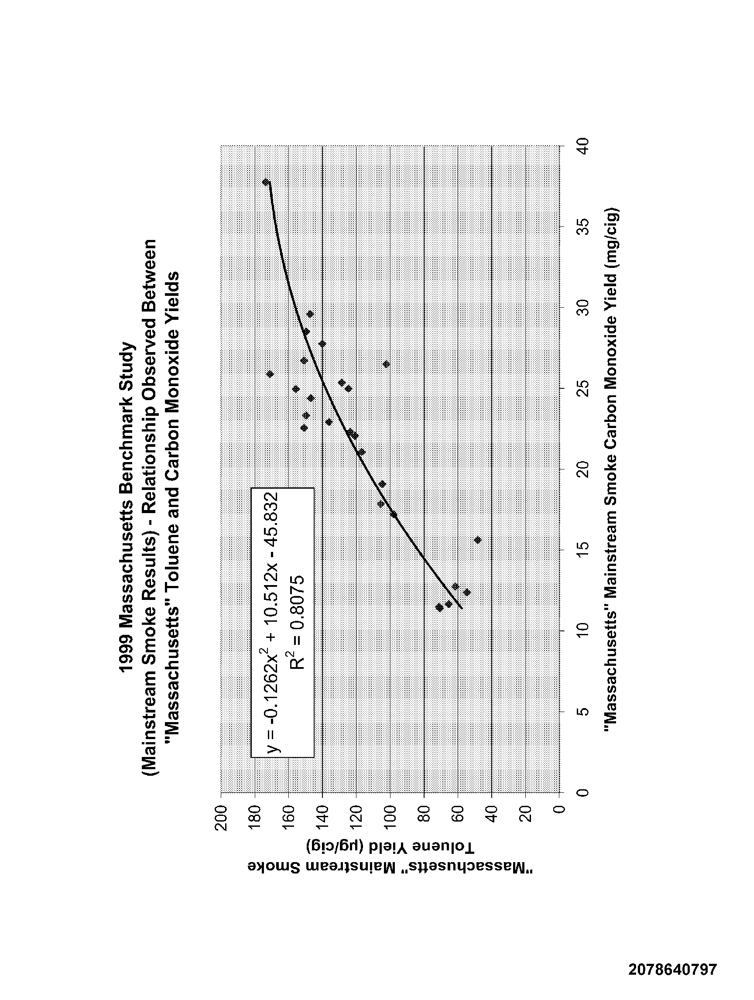 1999 Massachusetts Benchmark Study
(Mainstream Smoke Results) - Relationship Observed Between
"Massachusetts" Toluene and Carbon Monoxide Yields
y = -0.1262x² + 10.512x - 45.832
R² = 0.8075
"Massachusetts" Mainstream Smoke
Toluene Yield (µg/cig)
200
180
160
140
120
100
80
60
40
20
0
0
5
10
15
20
25
30
35
40
"Massachusetts" Mainstream Smoke Carbon Monoxide Yield (mg/cig)
2078640797